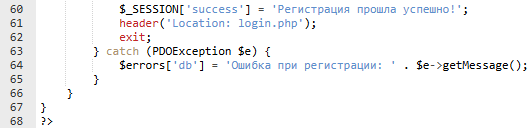 60 $_SESSION['success'] = 'Регистрация прошла успешно!';
61 header('Location: login.php');
62 exit;
63 } catch (PDOException $e) {
64 $errors['db'] = 'Ошибка при регистрации: ' . $e->getMessage();
65 }
66 }
67 }
68 ?>